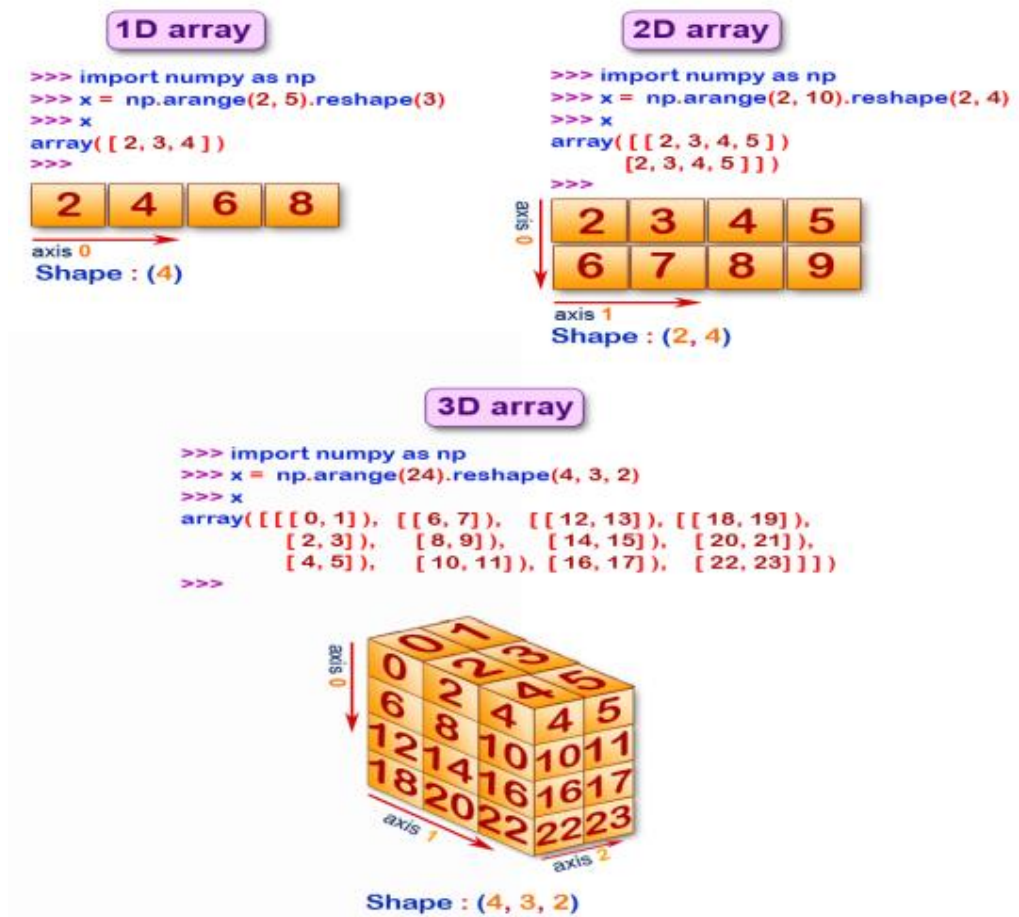 1D array
>>> import numpy as np
>>> x = np.arange(2, 5).reshape(3)
>>> x
array( [ 2, 3, 4 ] )
>>>
2 4 6 8
axis 0
Shape : (4)
2D array
>>> import numpy as np
>>> x = np.arange(2, 10).reshape(2, 4)
>>> x
array( [ [ 2, 3, 4, 5 ] )
[2, 3, 4, 5 ] ] )
>>>
axis 0
2 3 4 5
6 7 8 9
axis 1
Shape : (2, 4)
3D array
>>> import numpy as np
>>> x = np.arange(24).reshape(4, 3, 2)
>>> x
array( [ [ [ 0, 1] ), [ [ 6, 7] ), [ [ 12, 13] ), [ [ 18, 19] ),
[ 2, 3] ), [ 8, 9] ), [ 14, 15] ), [ 20, 21] ),
[ 4, 5] ), [ 10, 11] ), [ 16, 17] ), [ 22, 23] ] ] )
>>>
axis 0
0 1
2 3
4 5
0 2 4 4 5
6 8 10 10 11
12 14 16 16 17
18 20 22 22 23
axis 1
axis 2
Shape : (4, 3, 2)